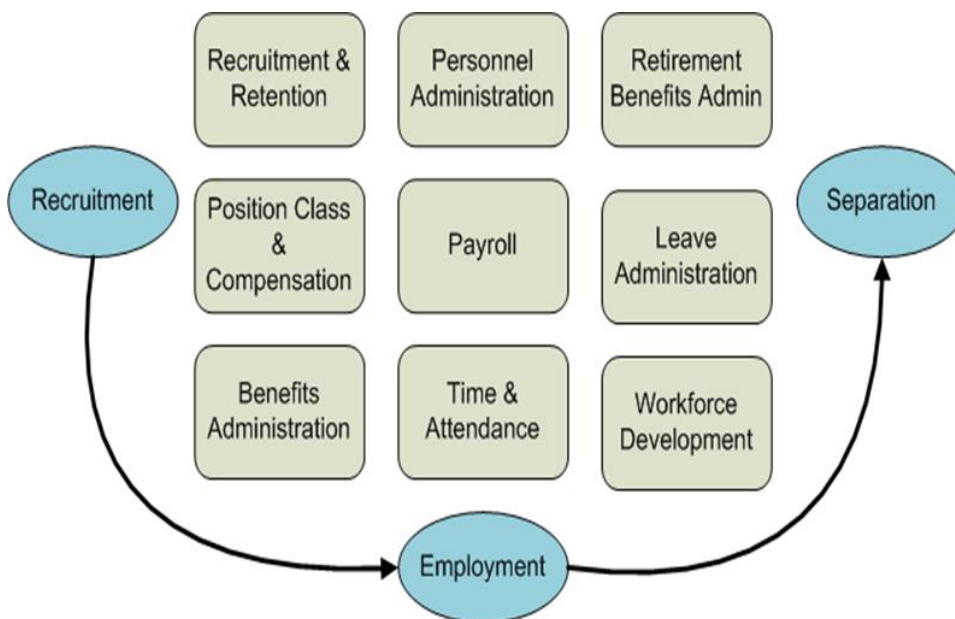 Recruitment &
Retention
Personnel
Administration
Retirement
Benefits Admin
Recruitment
Position Class
&
Compensation
Payroll
Leave
Administration
Separation
Benefits
Administration
Time &
Attendance
Workforce
Development
Employment